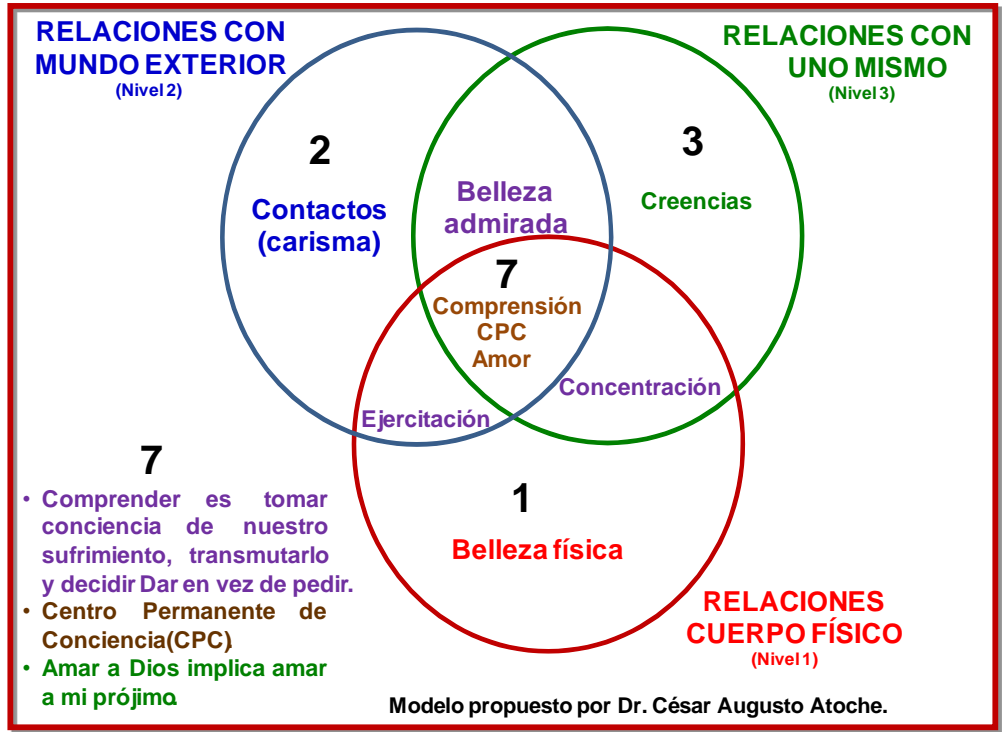 RELACIONES CON
MUNDO EXTERIOR
(Nivel 2)
RELACIONES CON
UNO MISMO
(Nivel 3)
2
Contactos
(carisma)
Belleza
admirada
3
Creencias
7
Comprensión
CPC
Amor
Concentración
Ejercitación
1
Belleza física
RELACIONES
CUERPO FÍSICO
(Nivel 1)
7
• Comprender es tomar
conciencia de nuestro
sufrimiento, transmutarlo
y decidir Dar en vez de pedir.
• Centro Permanente de
Conciencia(CPC).
• Amar a Dios implica amar
a mi prójimo.
Modelo propuesto por Dr. César Augusto Atoche.